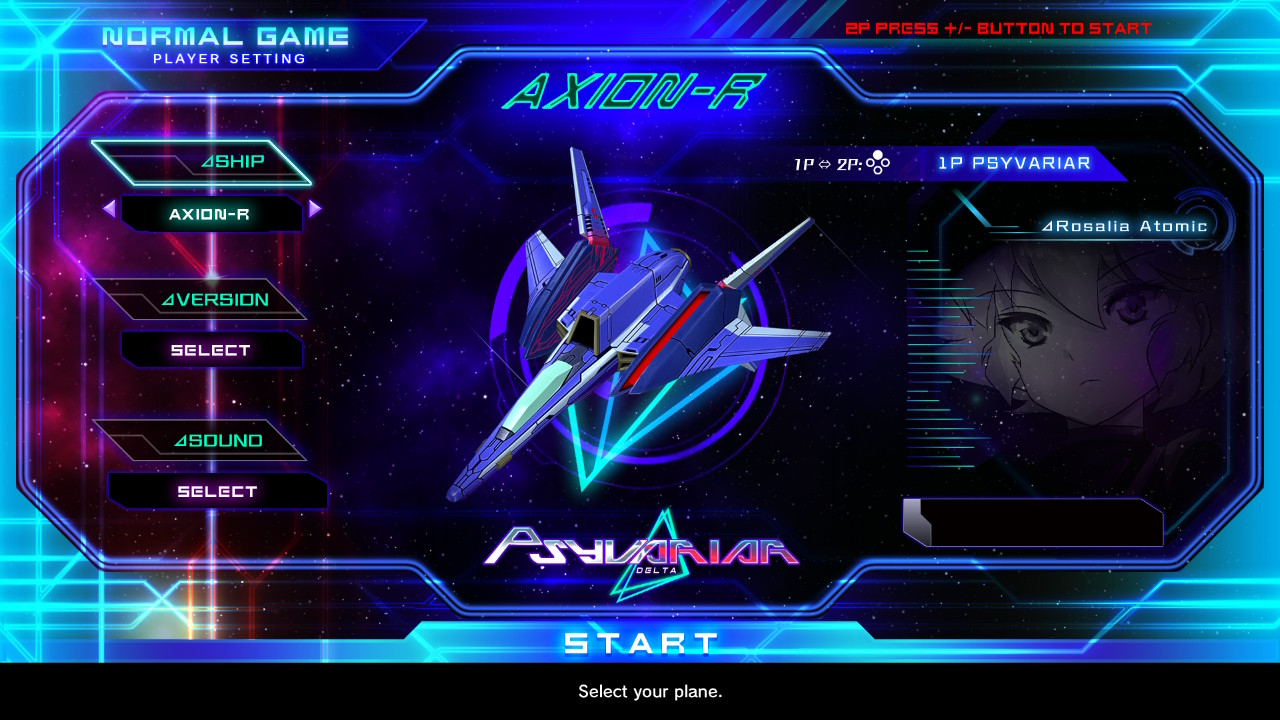 NORMAL GAME
PLAYER SETTING
2P PRESS +/- BUTTON TO START
AXION-R
SHIP
AXION-R
VERSION
SELECT
SOUND
SELECT
1P ⇔ 2P:
1P PSYVARIAR
Rosalia Atomic
PSYVARIAR
DELTA
START
Select your plane.